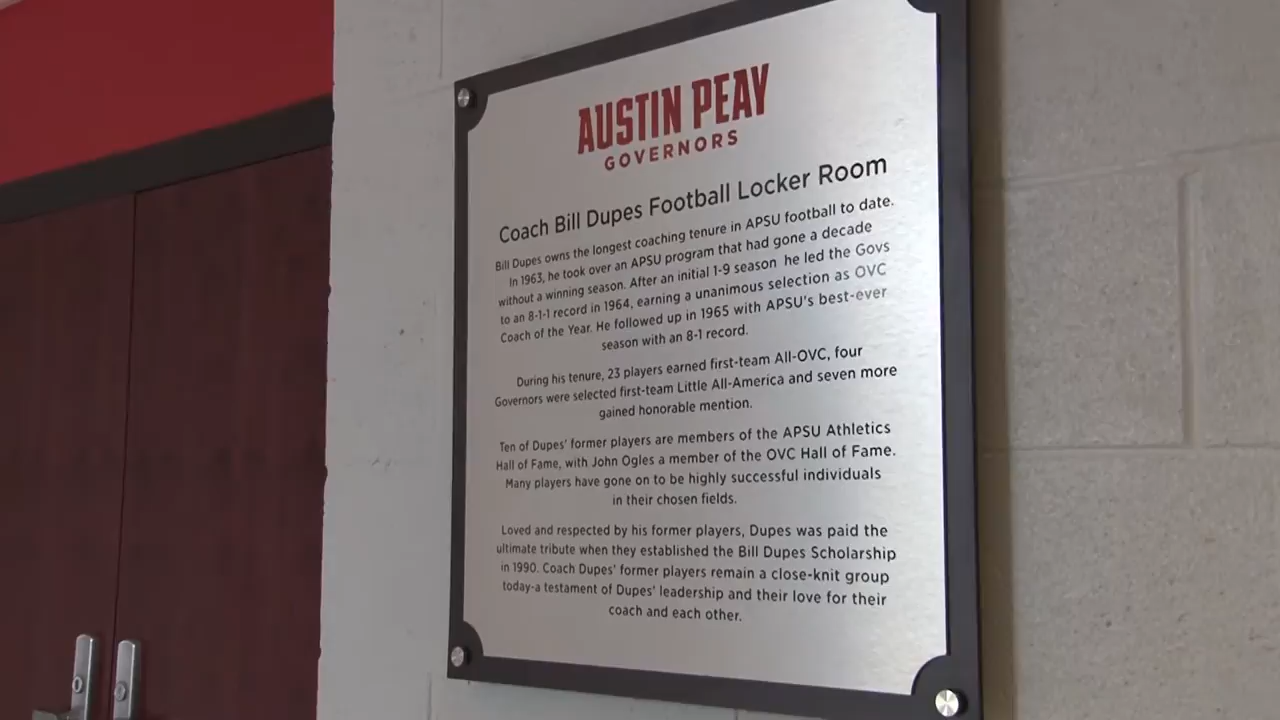 AUSTIN PEAY
GOVERNORS
Coach Bill Dupes Football Locker Room
Bill Dupes owns the longest coaching tenure in APSU football to date.
In 1963, he took over an APSU program that had gone a decade
without a winning season. After an initial 1-9 season he led the Govs
to an 8-1-1 record in 1964, earning a unanimous selection as OVC
Coach of the Year. He followed up in 1965 with APSU's best-ever
season with an 8-1 record.
During his tenure, 23 players earned first-team All-OVC, four
Governors were selected first-team Little All-America and seven more
gained honorable mention.
Ten of Dupes' former players are members of the APSU Athletics
Hall of Fame, with John Ogles a member of the OVC Hall of Fame.
Many players have gone on to be highly successful individuals
in their chosen fields.
Loved and respected by his former players, Dupes was paid the
ultimate tribute when they established the Bill Dupes Scholarship
in 1990. Coach Dupes' former players remain a close-knit group
today-a testament of Dupes' leadership and their love for their
coach and each other.